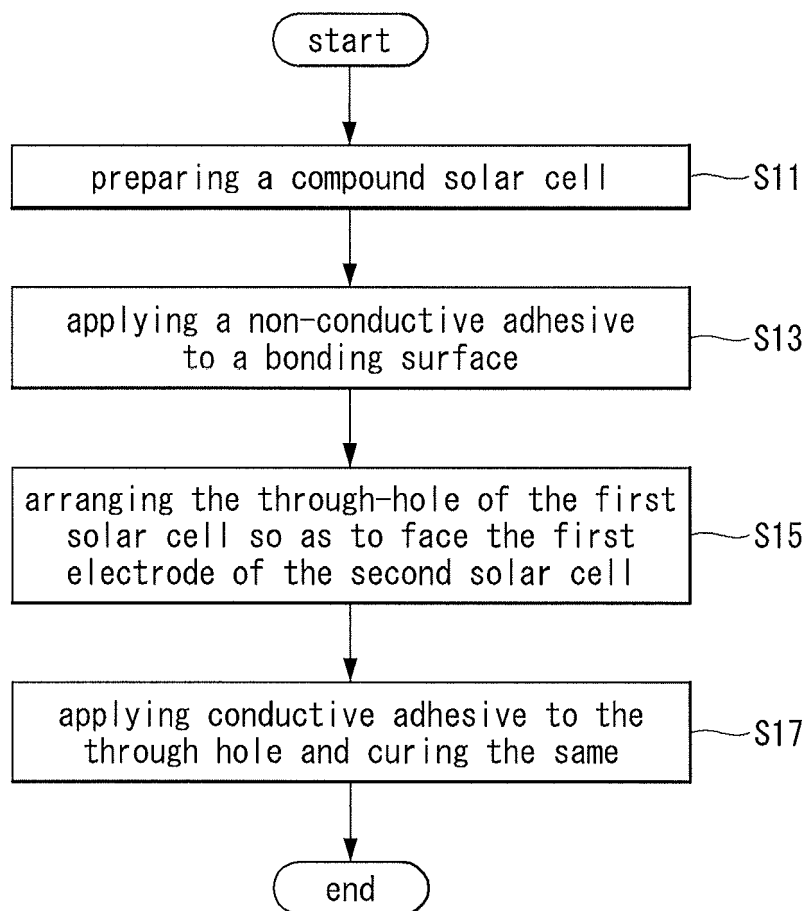 start
preparing a compound solar cell
S11
applying a non-conductive adhesive
to a bonding surface
S13
arranging the through-hole of the first
solar cell so as to face the first
electrode of the second solar cell
S15
applying conductive adhesive to the
through hole and curing the same
S17
end